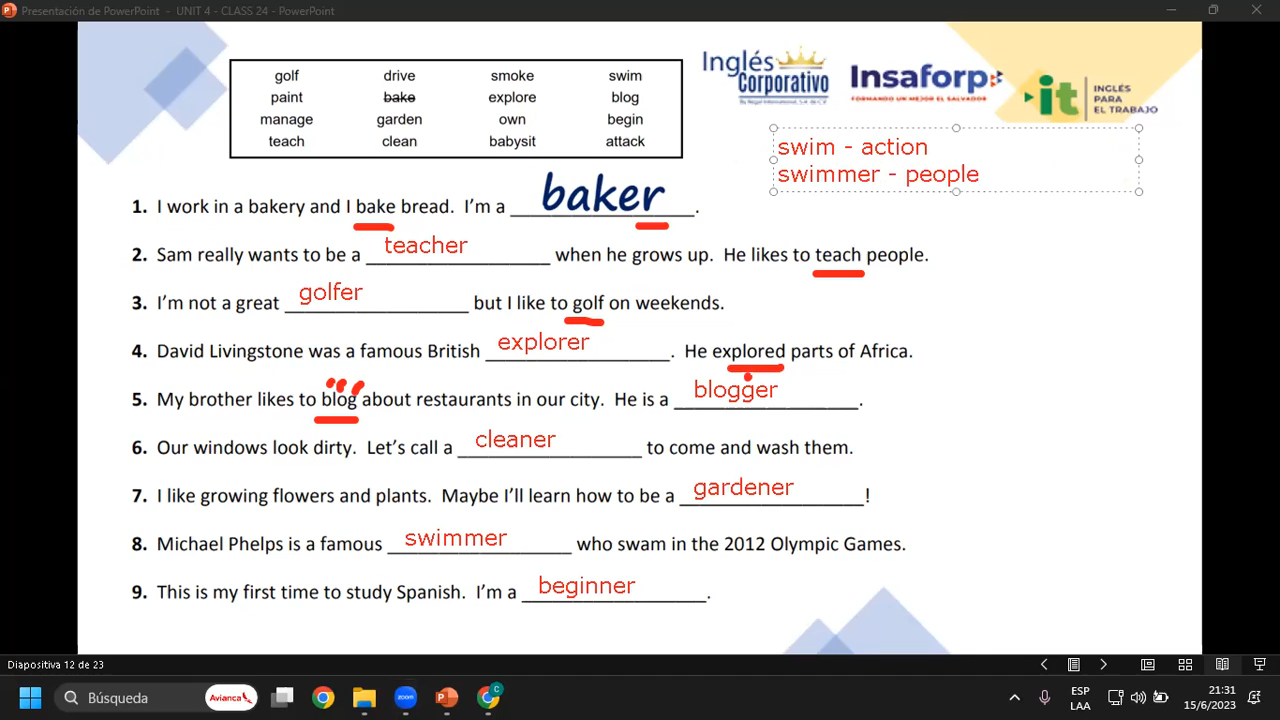 Presentación de PowerPoint - UNIT 4 - CLASS 24 - PowerPoint
golf drive smoke swim
paint bake explore blog
manage garden own begin
teach clean babysit attack
Inglés Corporativo
Insaforp
FORMANDO UN MEJOR EL SALVADOR
it INGLÉS PARA EL TRABAJO
swim - action
swimmer - people
1. I work in a bakery and I bake bread. I'm a baker.
2. Sam really wants to be a teacher when he grows up. He likes to teach people.
3. I'm not a great golfer but I like to golf on weekends.
4. David Livingstone was a famous British explorer. He explored parts of Africa.
5. My brother likes to blog about restaurants in our city. He is a blogger.
6. Our windows look dirty. Let's call a cleaner to come and wash them.
7. I like growing flowers and plants. Maybe I'll learn how to be a gardener!
8. Michael Phelps is a famous swimmer who swam in the 2012 Olympic Games.
9. This is my first time to study Spanish. I'm a beginner.
Diapositiva 12 de 23
Búsqueda
Avianca
zoom
C
ESP
LAA
21:31
15/6/2023